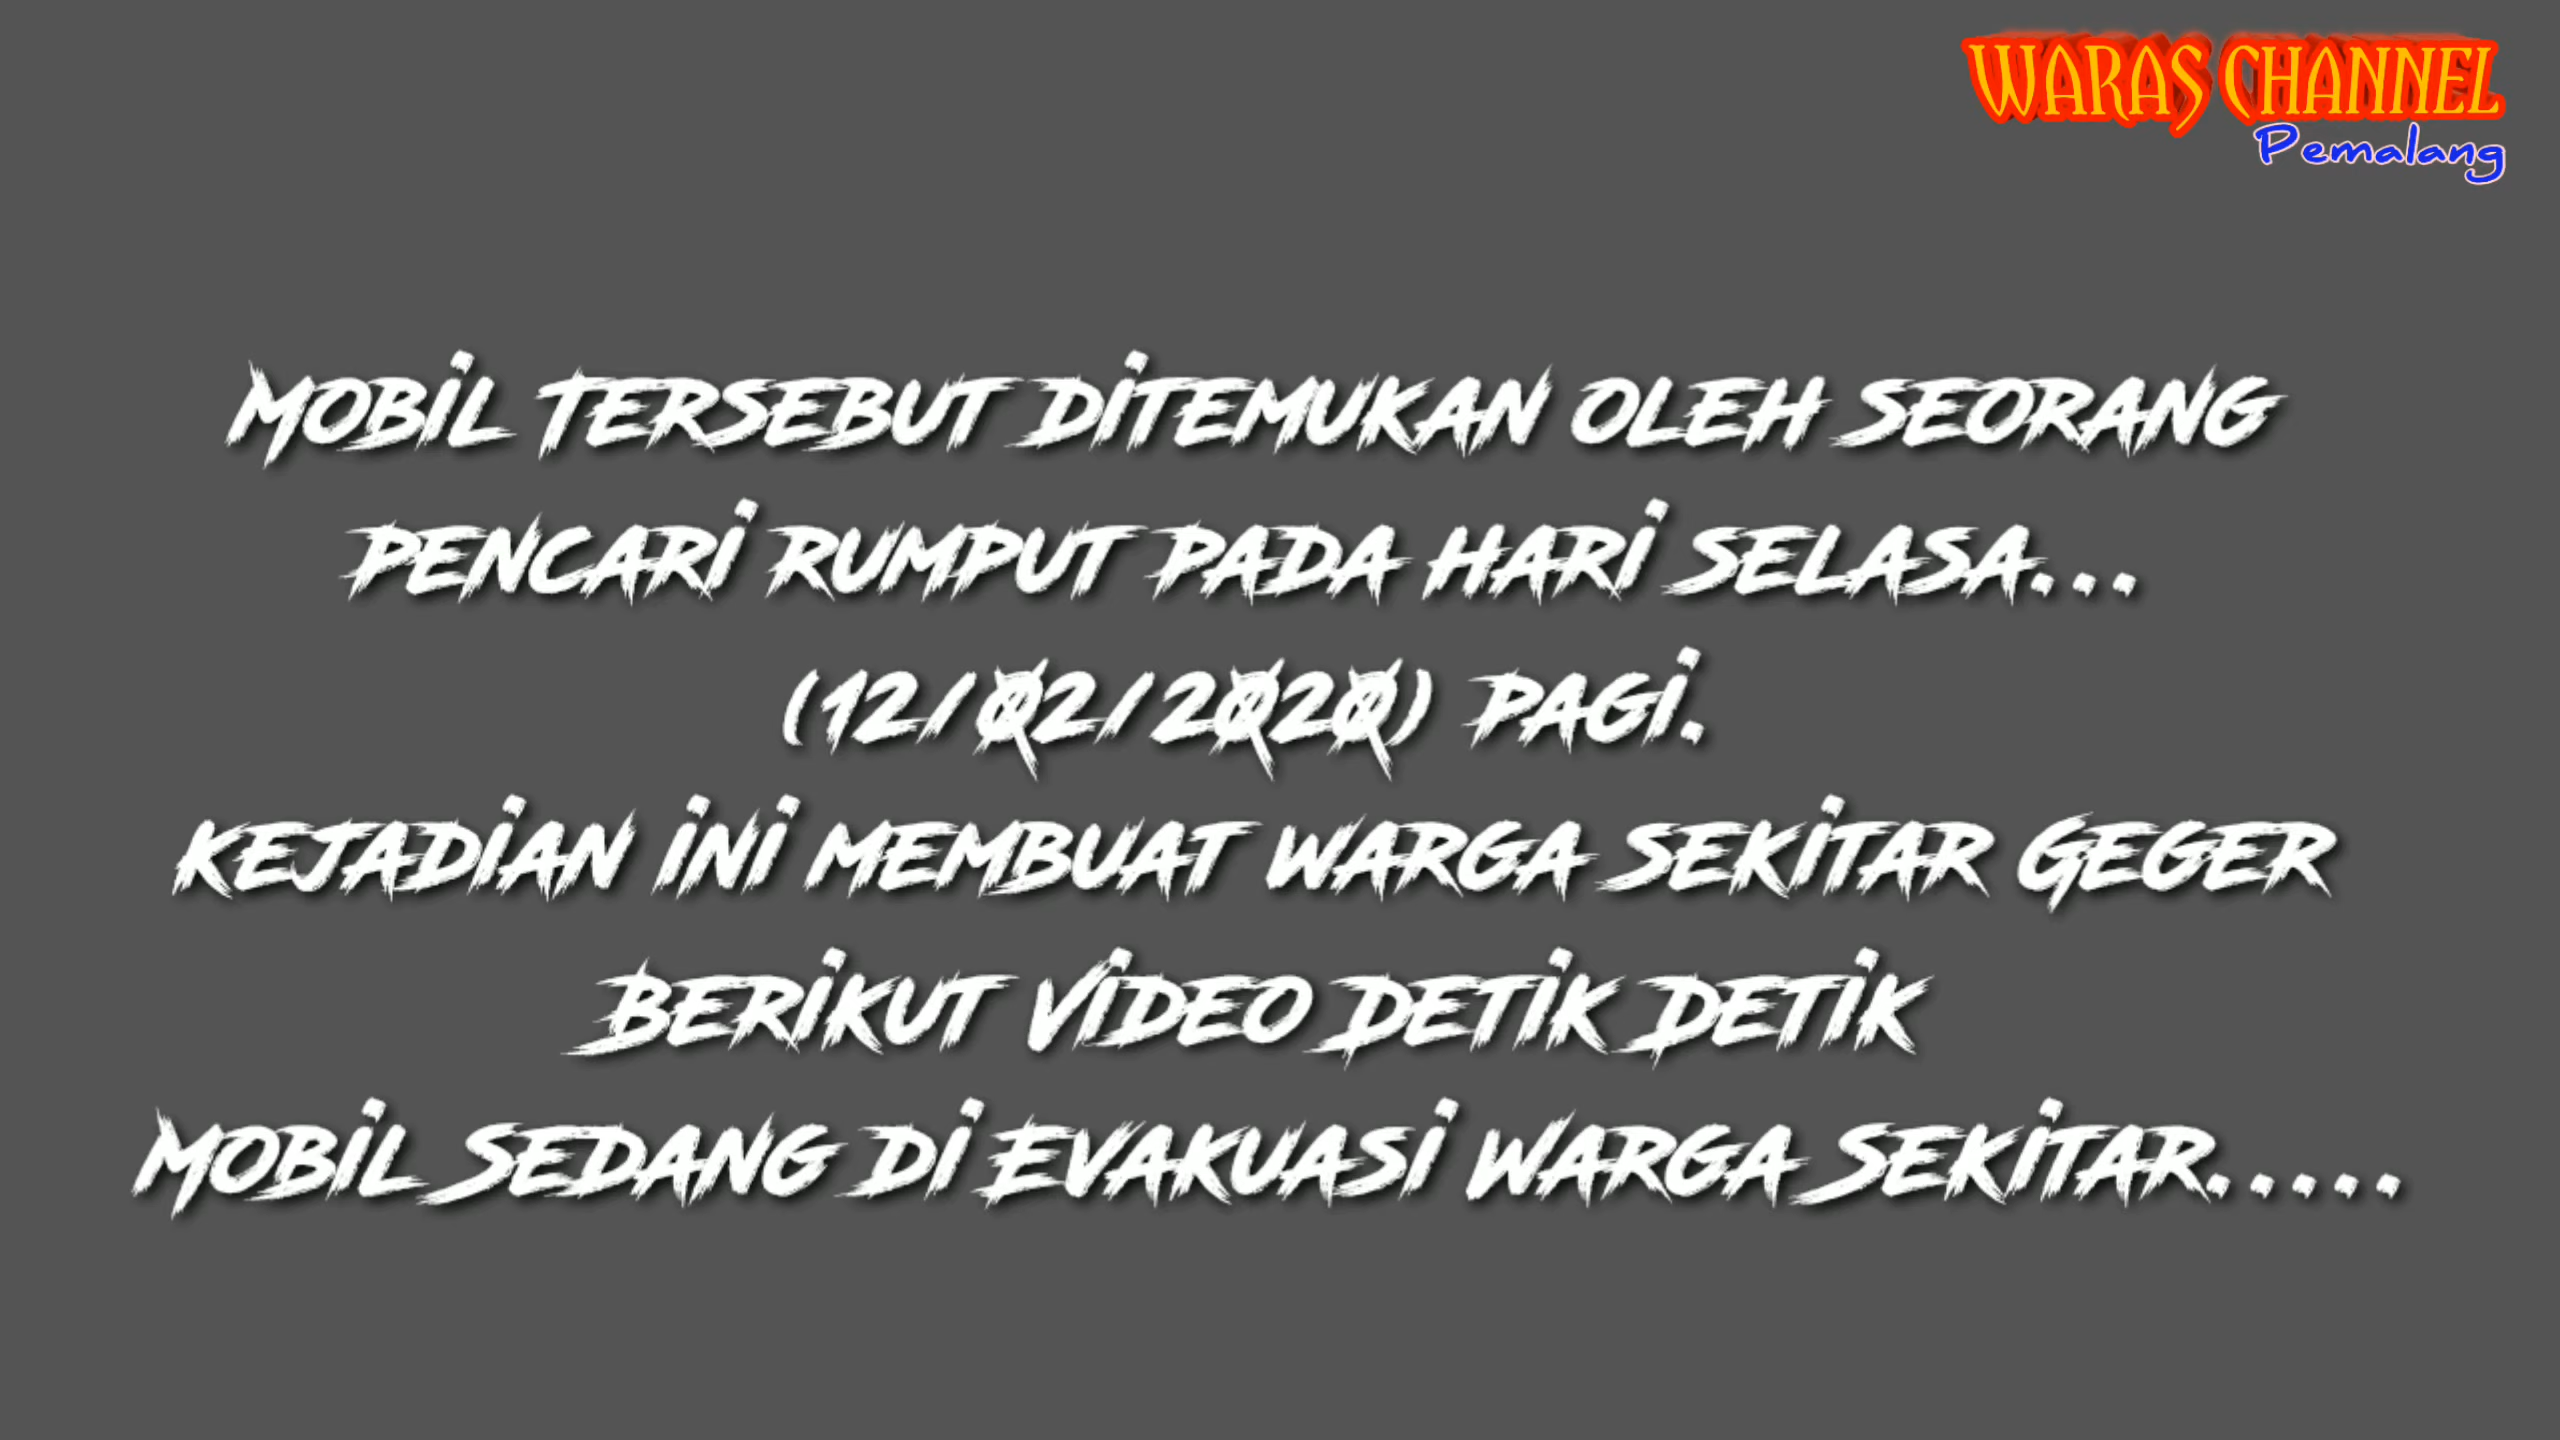 WARAS CHANNEL
Pemalang
MOBIL TERSEBUT DITEMUKAN OLEH SEORANG
PENCARI RUMPUT PADA HARI SELASA...
(12/02/2020) PAGI.
KEJADIAN INI MEMBUAT WARGA SEKITAR GEGER
BERIKUT VIDEO DETIK DETIK
MOBIL SEDANG DI EVAKUASI WARGA SEKITAR.....